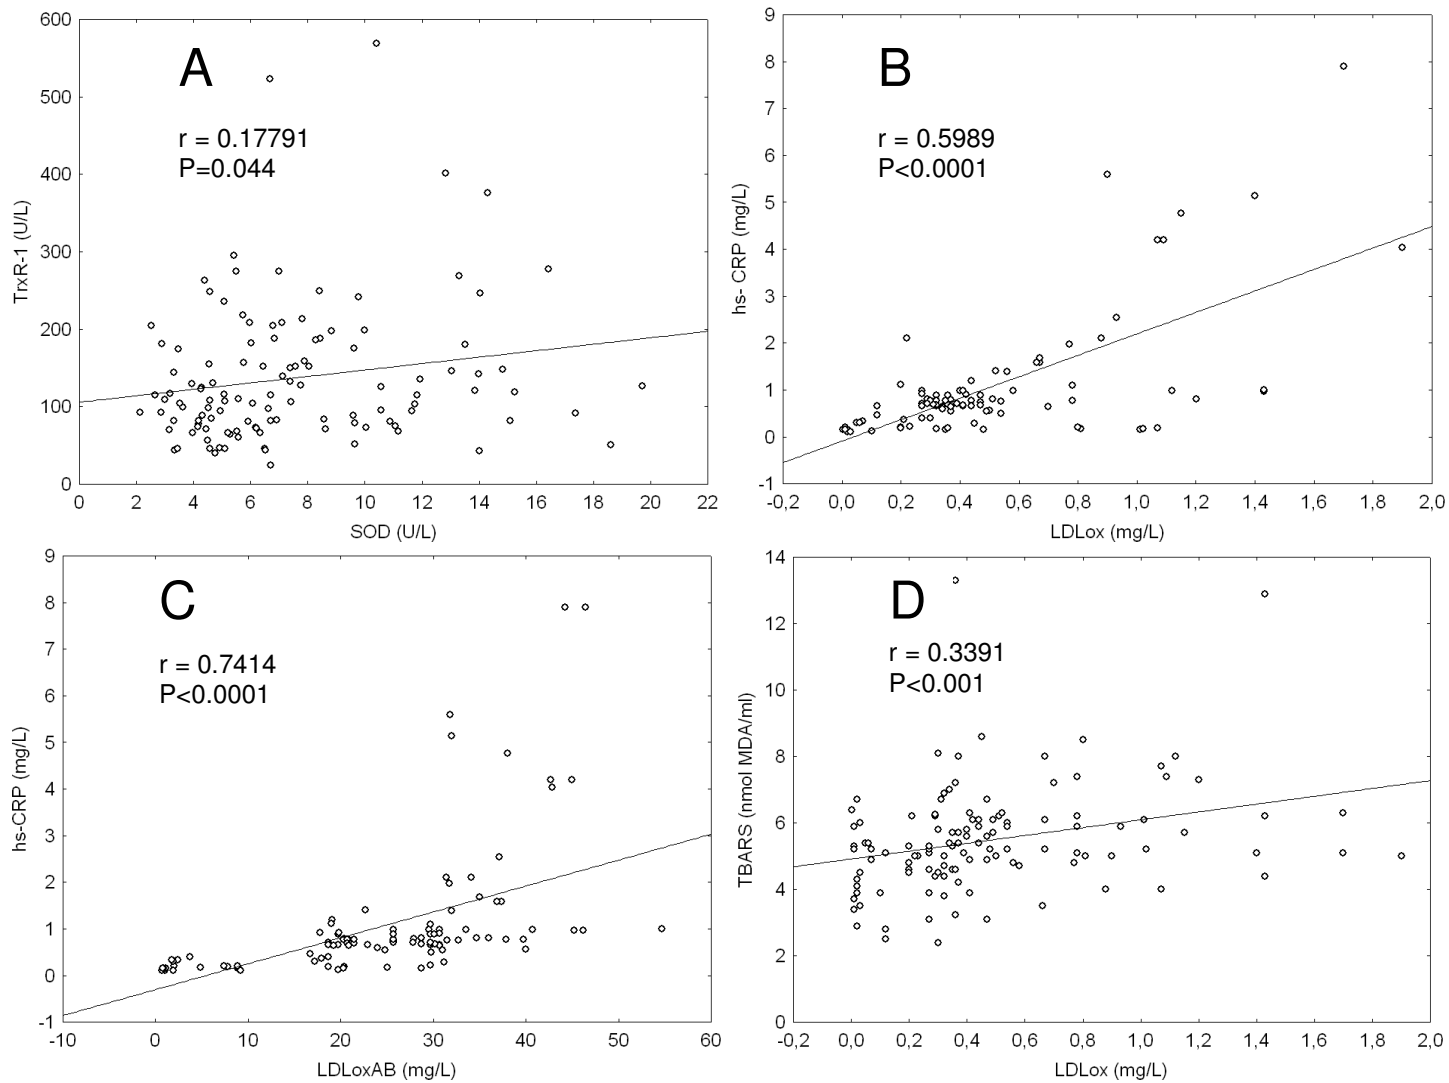 A
r = 0.17791
P=0.044
600
500
400
300
200
100
0
TrxR-1 (U/L)
0 2 4 6 8 10 12 14 16 18 20 22
SOD (U/L)
B
r = 0.5989
P<0.0001
9
8
7
6
5
4
3
2
1
0
-1
hs- CRP (mg/L)
-0,2 0,0 0,2 0,4 0,6 0,8 1,0 1,2 1,4 1,6 1,8 2,0
LDLox (mg/L)
C
r = 0.7414
P<0.0001
9
8
7
6
5
4
3
2
1
0
-1
hs-CRP (mg/L)
-10 0 10 20 30 40 50 60
LDLoxAB (mg/L)
D
r = 0.3391
P<0.001
14
12
10
8
6
4
2
0
TBARS (nmol MDA/ml)
-0,2 0,0 0,2 0,4 0,6 0,8 1,0 1,2 1,4 1,6 1,8 2,0
LDLox (mg/L)